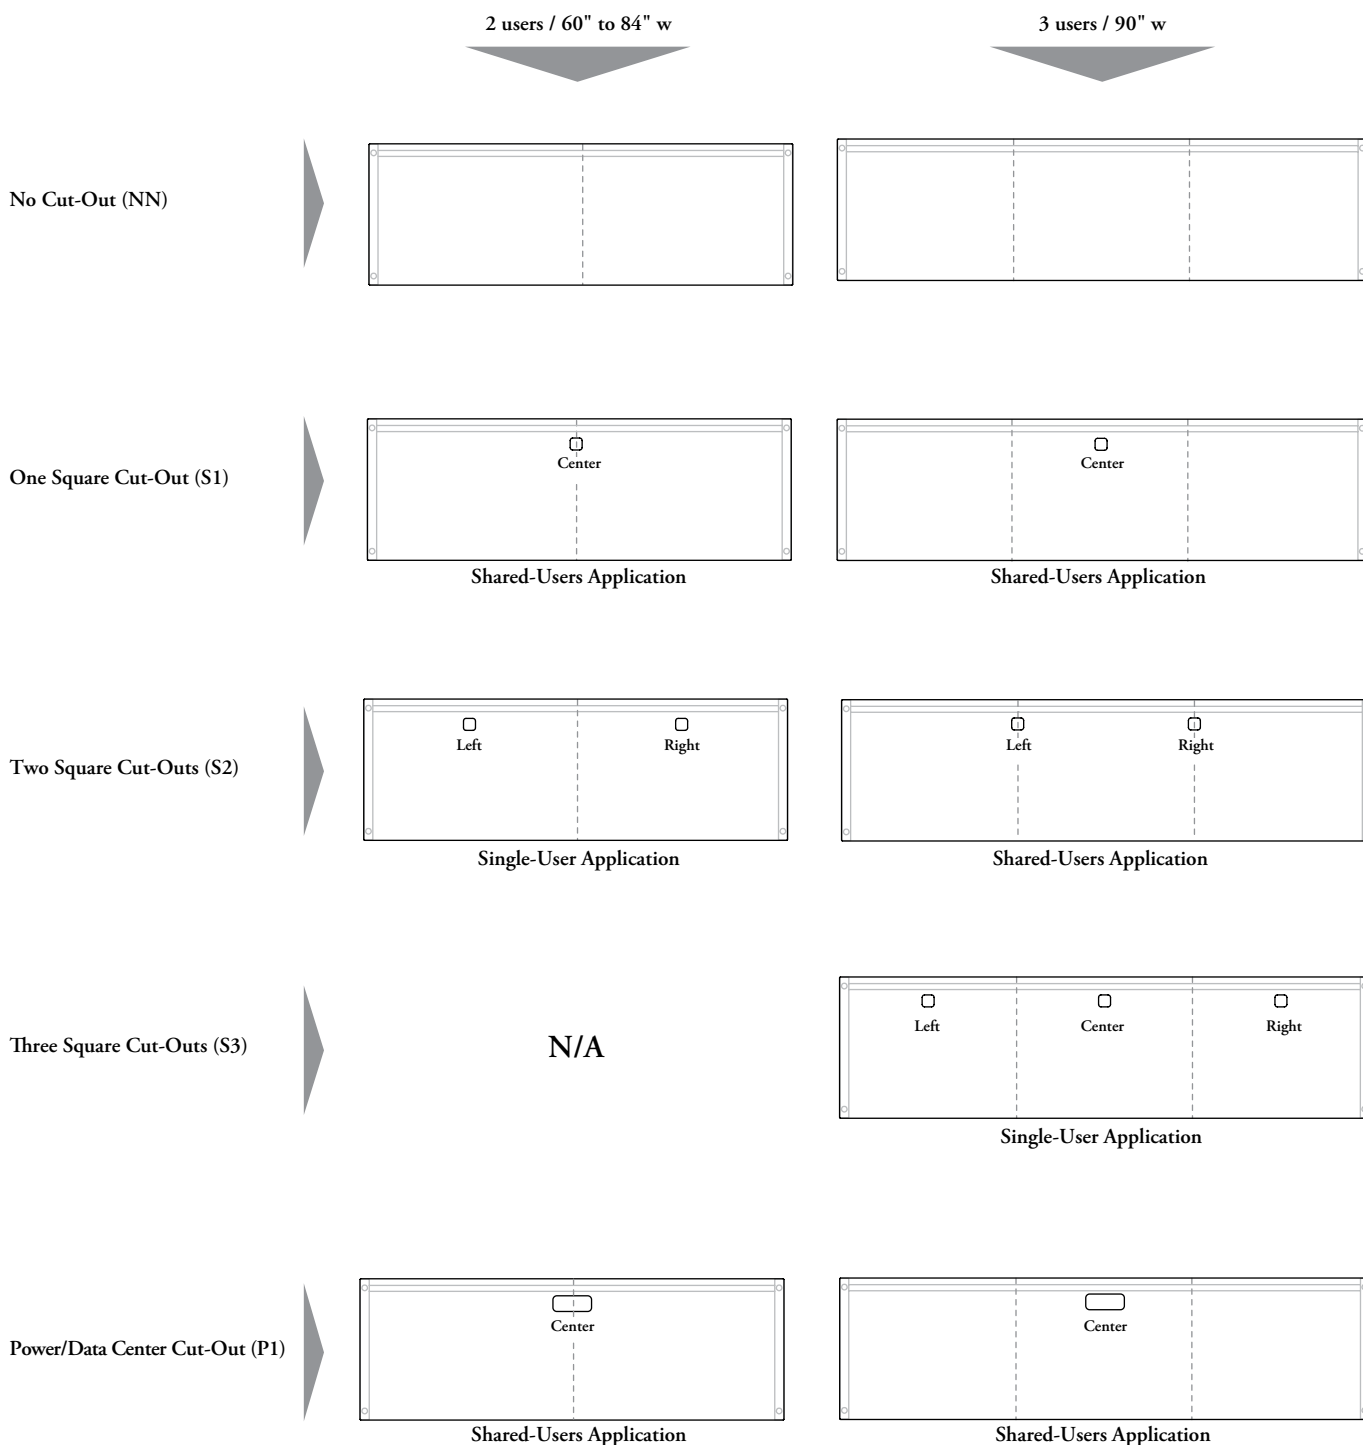 2 users / 60" to 84" w
3 users / 90" w
No Cut-Out (NN)
One Square Cut-Out (S1)
Center
Center
Shared-Users Application
Shared-Users Application
Two Square Cut-Outs (S2)
Left
Right
Left
Right
Single-User Application
Shared-Users Application
Three Square Cut-Outs (S3)
N/A
Left
Center
Right
Single-User Application
Power/Data Center Cut-Out (P1)
Center
Center
Shared-Users Application
Shared-Users Application